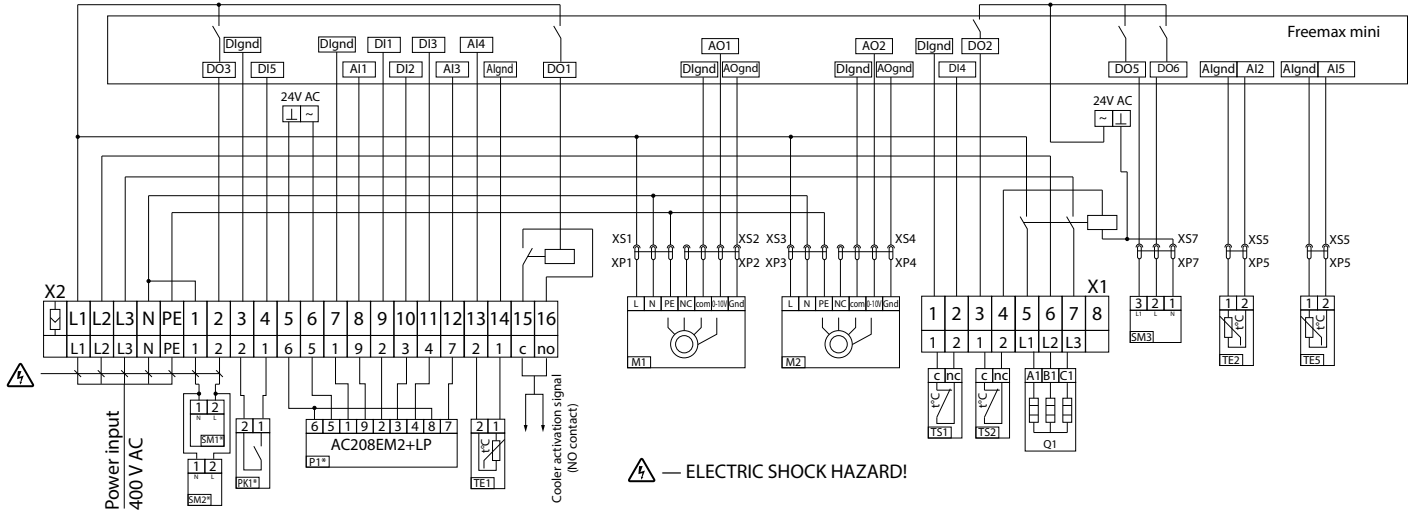 Freemax mini
DIgnd DIgnd DI1 DI3 AI4 AO1 AO2 DIgnd DO2
DO3 DI5 AI1 DI2 AI3 AIgnd DO1 DIgnd AOgnd DIgnd AOgnd DI4 DO5 DO6 AIgnd AI2 AIgnd AI5
24V AC 24V AC
⊥ ~ ~ ⊥
XS1 XS2 XS3 XS4 XS7 XS5 XS5
XP1 XP2 XP3 XP4 XP7 XP5 XP5
X2 X1
L1 L2 L3 N PE 1 2 3 4 5 6 7 8 9 10 11 12 13 14 15 16
L1 L2 L3 N PE 1 2 2 1 6 5 1 9 2 3 4 7 2 1 c no
L N PE NC com 0-10V Gnd
M1
L N PE NC com 0-10V Gnd
M2
1 2 3 4 5 6 7 8
1 2 1 2 L1 L2 L3
c nc c nc A1 B1 C1
t°C t°C
TS1 TS2 Q1
3 2 1
L1 L N
SM3
1 2
t°C
TE2
1 2
t°C
TE5
Power input
400 V AC
1 2
N L
SM1*
1 2
N L
SM2*
2 1
PK1*
6 5 1 9 2 3 4 8 7
AC208EM2+LP
P1*
2 1
t°C
TE1
Cooler activation signal
(NO contact)
— ELECTRIC SHOCK HAZARD!